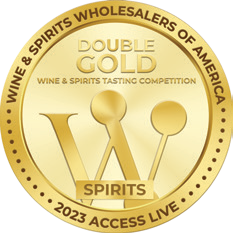 • WINE & SPIRITS WHOLESALERS OF AMERICA •
DOUBLE
GOLD
WINE & SPIRITS TASTING COMPETITION
W
SPIRITS
2023 ACCESS LIVE